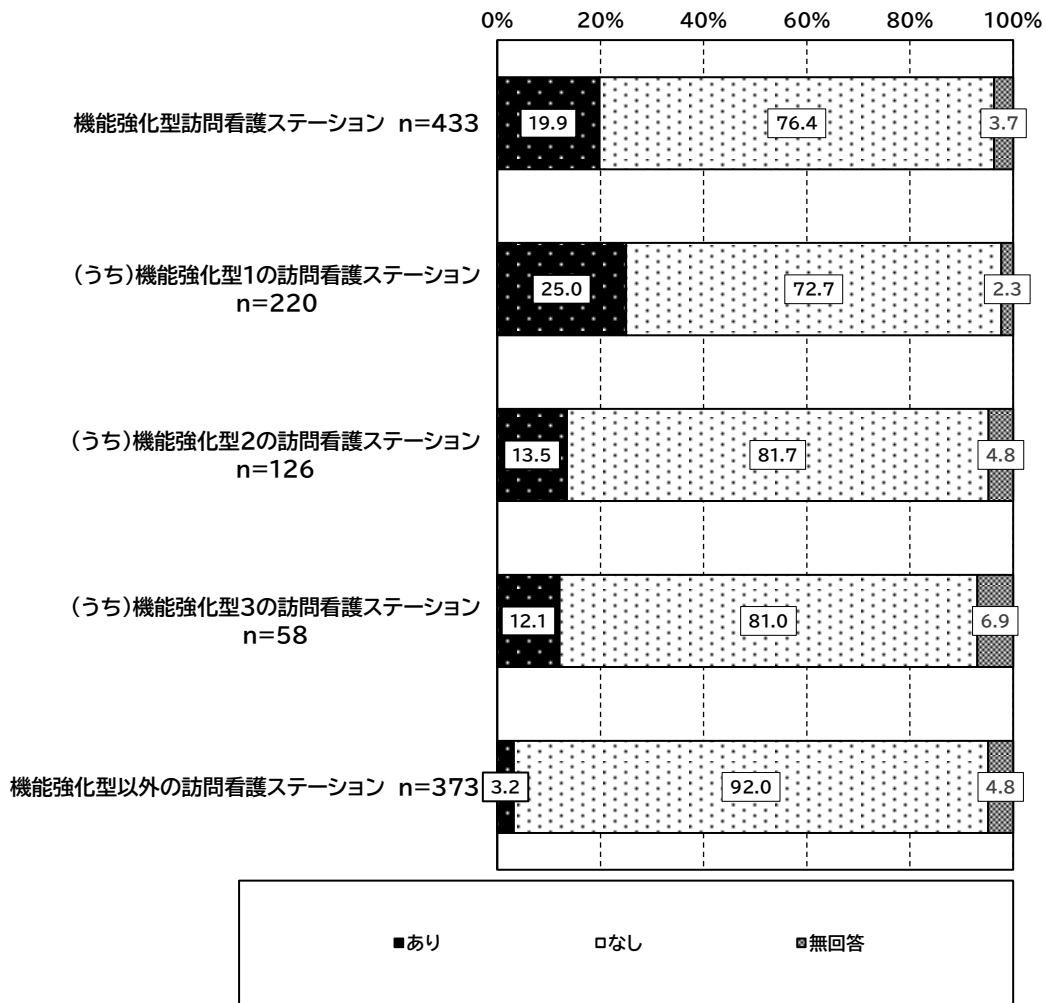 0% 20% 40% 60% 80% 100%
機能強化型訪問看護ステーション n=433 19.9 76.4 3.7
(うち)機能強化型1の訪問看護ステーション
n=220
25.0 72.7 2.3
(うち)機能強化型2の訪問看護ステーション
n=126
13.5 81.7 4.8
(うち)機能強化型3の訪問看護ステーション
n=58
12.1 81.0 6.9
機能強化型以外の訪問看護ステーション n=373 3.2 92.0 4.8
■あり □なし ▩無回答